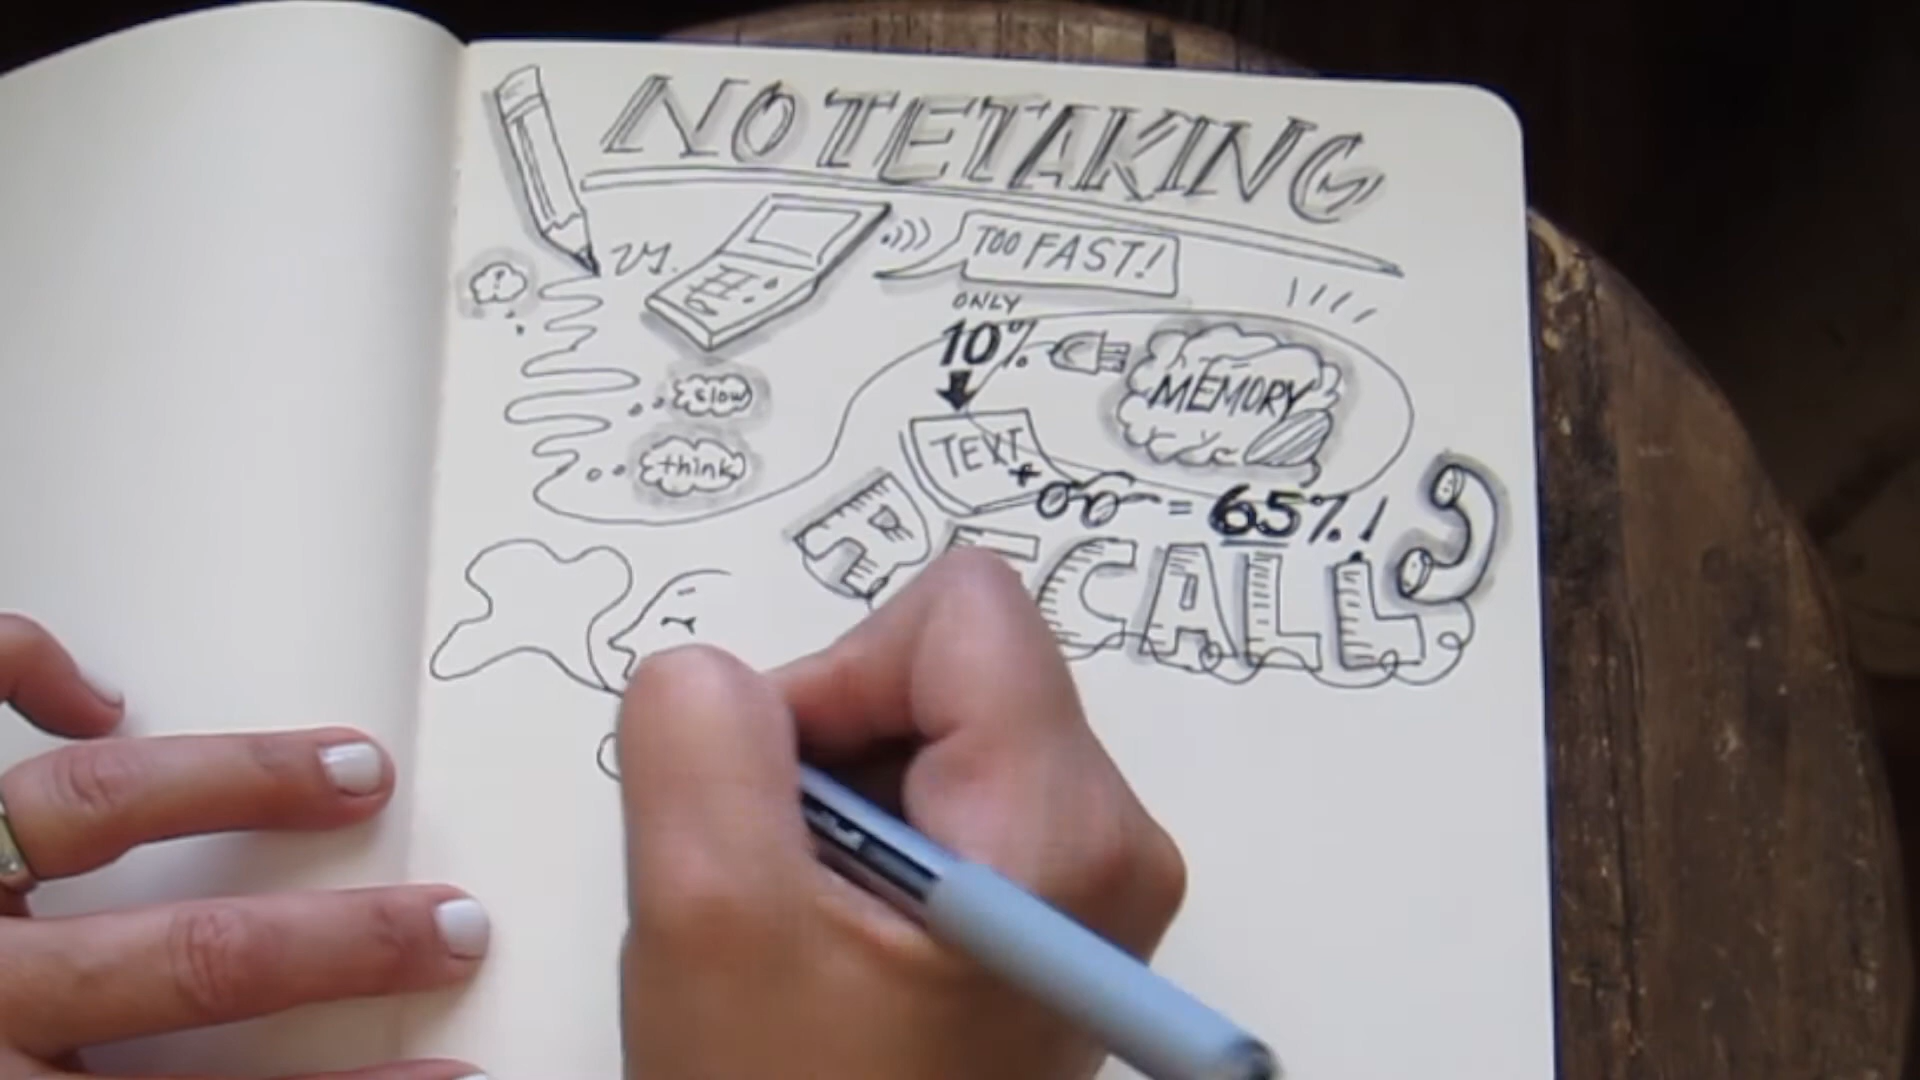 NOTETAKING
vs.
TOO FAST!
!
ONLY
10%
MEMORY
slow
TEXT
think
+ = 65%!
RECALL